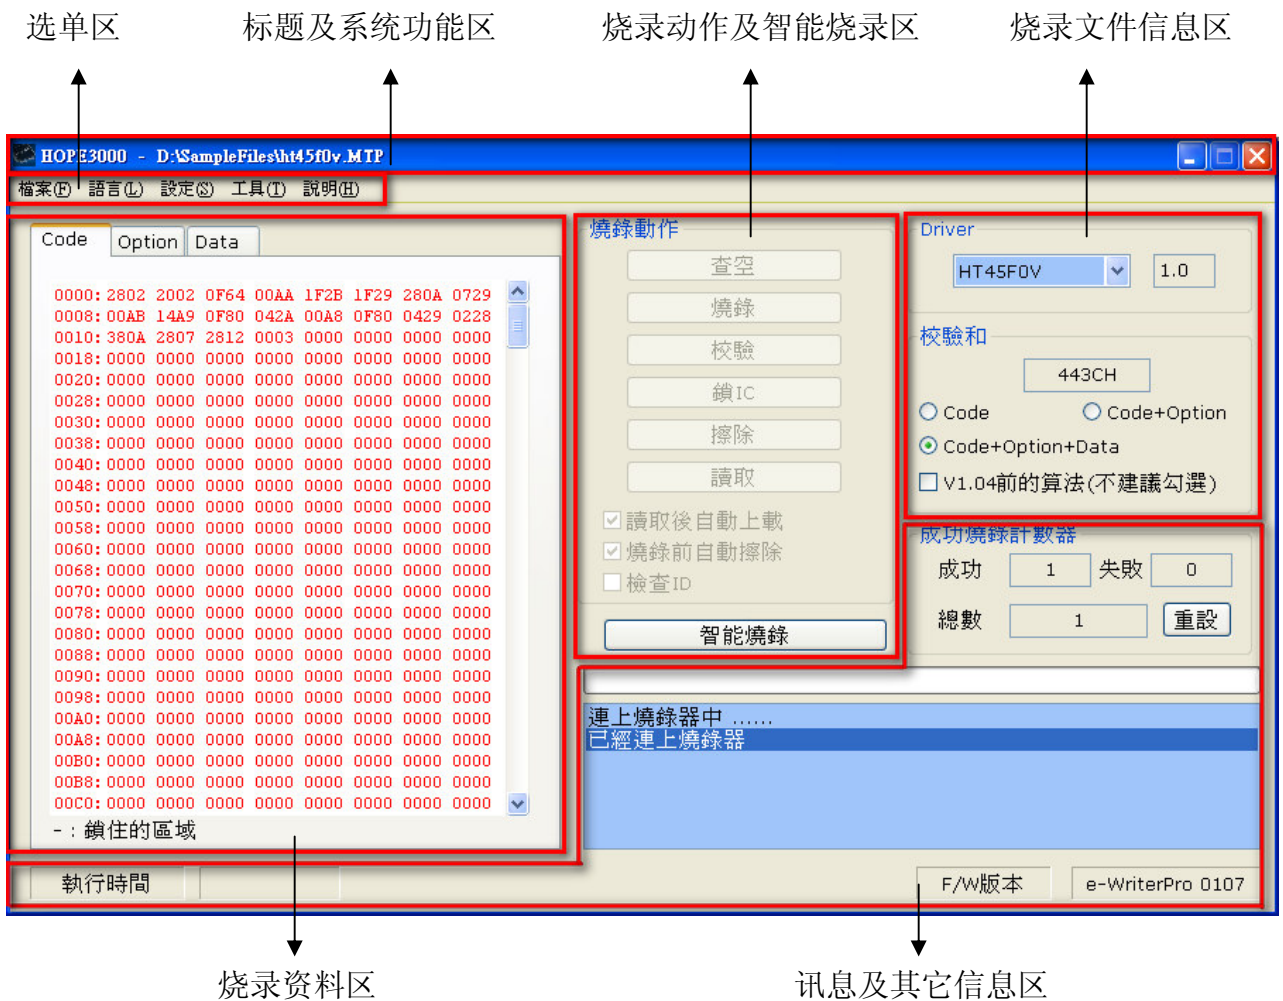 选单区 标题及系统功能区 烧录动作及智能烧录区 烧录文件信息区
HOPE3000 - D:\SampleFiles\ht45f0v.MTP
檔案(F) 語言(L) 設定(S) 工具(T) 説明(H)
Code Option Data
0000: 2802 2002 0F64 00AA 1F2B 1F29 280A 0729
0008: 00AB 14A9 0F80 042A 00A8 0F80 0429 0228
0010: 380A 2807 2812 0003 0000 0000 0000 0000
0018: 0000 0000 0000 0000 0000 0000 0000 0000
0020: 0000 0000 0000 0000 0000 0000 0000 0000
0028: 0000 0000 0000 0000 0000 0000 0000 0000
0030: 0000 0000 0000 0000 0000 0000 0000 0000
0038: 0000 0000 0000 0000 0000 0000 0000 0000
0040: 0000 0000 0000 0000 0000 0000 0000 0000
0048: 0000 0000 0000 0000 0000 0000 0000 0000
0050: 0000 0000 0000 0000 0000 0000 0000 0000
0058: 0000 0000 0000 0000 0000 0000 0000 0000
0060: 0000 0000 0000 0000 0000 0000 0000 0000
0068: 0000 0000 0000 0000 0000 0000 0000 0000
0070: 0000 0000 0000 0000 0000 0000 0000 0000
0078: 0000 0000 0000 0000 0000 0000 0000 0000
0080: 0000 0000 0000 0000 0000 0000 0000 0000
0088: 0000 0000 0000 0000 0000 0000 0000 0000
0090: 0000 0000 0000 0000 0000 0000 0000 0000
0098: 0000 0000 0000 0000 0000 0000 0000 0000
00A0: 0000 0000 0000 0000 0000 0000 0000 0000
00A8: 0000 0000 0000 0000 0000 0000 0000 0000
00B0: 0000 0000 0000 0000 0000 0000 0000 0000
00B8: 0000 0000 0000 0000 0000 0000 0000 0000
00C0: 0000 0000 0000 0000 0000 0000 0000 0000
- : 鎖住的區域
燒錄動作
查空
燒錄
校驗
鎖IC
擦除
讀取
讀取後自動上載
燒錄前自動擦除
檢查ID
智能燒錄
Driver
HT45F0V 1.0
校驗和
443CH
Code Code+Option
Code+Option+Data
V1.04前的算法(不建議勾選)
成功燒錄計數器
成功 1 失敗 0
總數 1 重設
連上燒錄器中 ......
已經連上燒錄器
執行時間 F/W版本 e-WriterPro 0107
烧录资料区 讯息及其它信息区